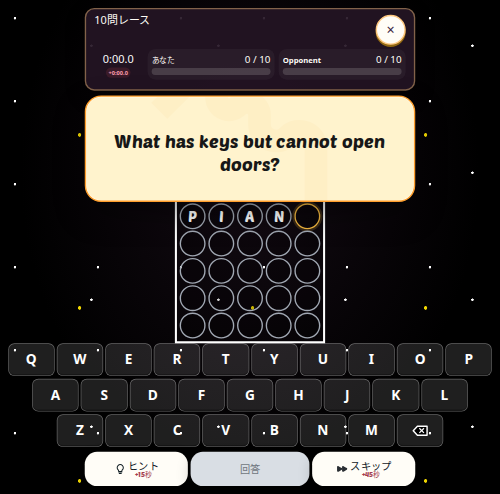 10問レース
×
0:00.0
+0:00.0
あなた 0 / 10
Opponent 0 / 10
What has keys but cannot open
doors?
P I A N
Q W E R T Y U I O P
A S D F G H J K L
Z X C V B N M
ヒント
+15秒
回答
スキップ
+45秒